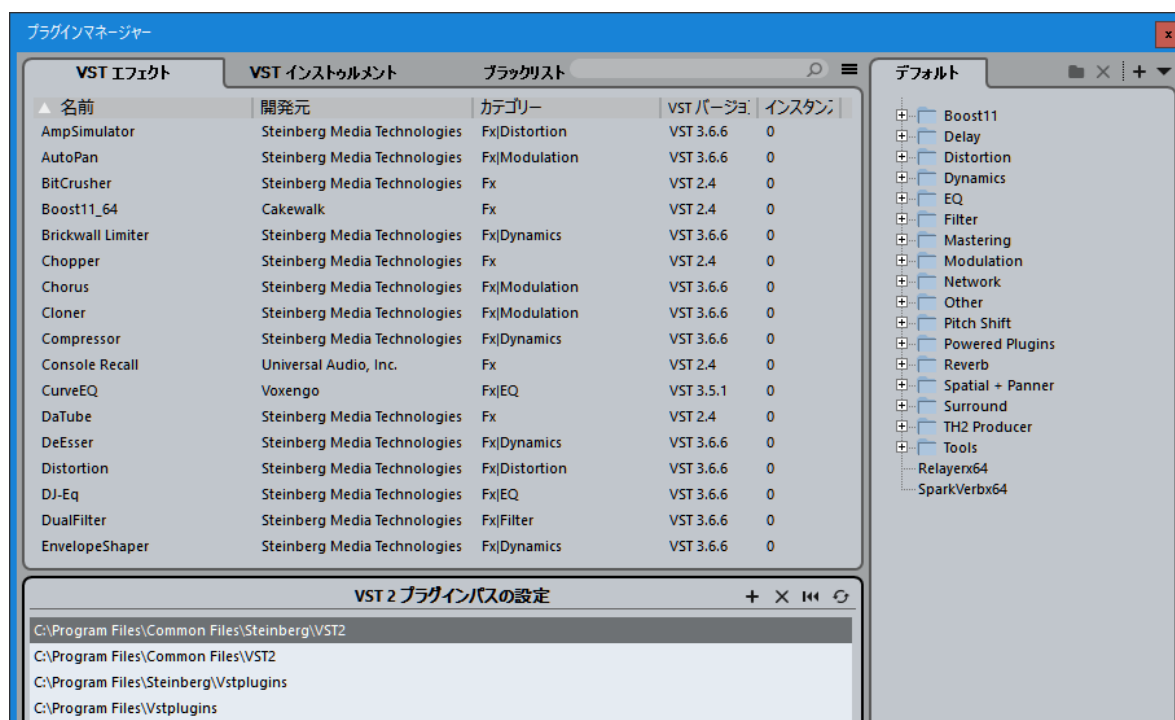 プラグインマネージャー
VST エフェクト VST インストゥルメント ブラックリスト
名前 開発元 カテゴリー VST バージョン インスタンス
AmpSimulator Steinberg Media Technologies Fx|Distortion VST 3.6.6 0
AutoPan Steinberg Media Technologies Fx|Modulation VST 3.6.6 0
BitCrusher Steinberg Media Technologies Fx VST 2.4 0
Boost11_64 Cakewalk Fx VST 2.4 0
Brickwall Limiter Steinberg Media Technologies Fx|Dynamics VST 3.6.6 0
Chopper Steinberg Media Technologies Fx VST 2.4 0
Chorus Steinberg Media Technologies Fx|Modulation VST 3.6.6 0
Cloner Steinberg Media Technologies Fx|Modulation VST 3.6.6 0
Compressor Steinberg Media Technologies Fx|Dynamics VST 3.6.6 0
Console Recall Universal Audio, Inc. Fx VST 2.4 0
CurveEQ Voxengo Fx|EQ VST 3.5.1 0
DaTube Steinberg Media Technologies Fx VST 2.4 0
DeEsser Steinberg Media Technologies Fx|Dynamics VST 3.6.6 0
Distortion Steinberg Media Technologies Fx|Distortion VST 3.6.6 0
DJ-Eq Steinberg Media Technologies Fx|EQ VST 3.6.6 0
DualFilter Steinberg Media Technologies Fx|Filter VST 3.6.6 0
EnvelopeShaper Steinberg Media Technologies Fx|Dynamics VST 3.6.6 0
VST 2 プラグインパスの設定
C:\Program Files\Common Files\Steinberg\VST2
C:\Program Files\Common Files\VST2
C:\Program Files\Steinberg\Vstplugins
C:\Program Files\Vstplugins
デフォルト
Boost11
Delay
Distortion
Dynamics
EQ
Filter
Mastering
Modulation
Network
Other
Pitch Shift
Powered Plugins
Reverb
Spatial + Panner
Surround
TH2 Producer
Tools
Relayerx64
SparkVerbx64